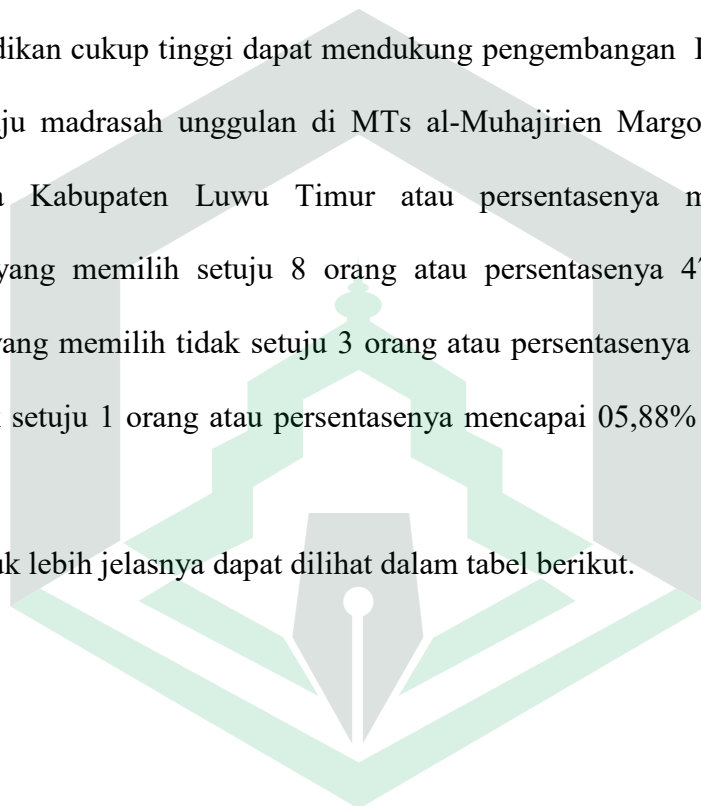 dikan cukup tinggi dapat mendukung pengembangan
ju madrasah unggulan di MTs al-Muhajirien Margo
Kabupaten Luwu Timur atau persentasenya m
yang memilih setuju 8 orang atau persentasenya 4
yang memilih tidak setuju 3 orang atau persentasenya
setuju 1 orang atau persentasenya mencapai 05,88%
uk lebih jelasnya dapat dilihat dalam tabel berikut.